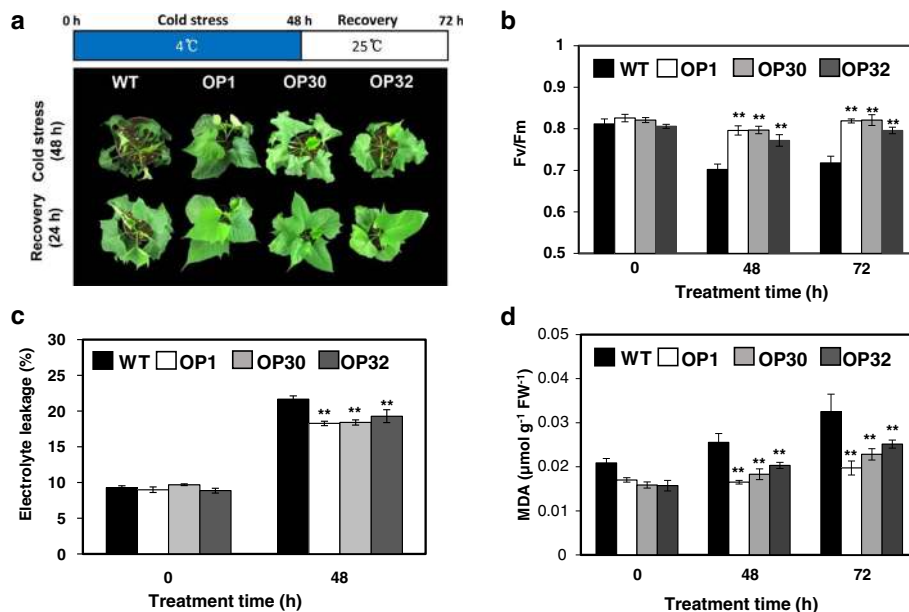 a
0 h Cold stress 48 h Recovery 72 h
4℃ 25℃
WT OP1 OP30 OP32
Cold stress
(48 h)
Recovery
(24 h)
b
WT OP1 OP30 OP32
Fv/Fm
1
0.9
0.8
0.7
0.6
0.5
** ** **
** ** **
0 48 72
Treatment time (h)
c
WT OP1 OP30 OP32
Electrolyte leakage (%)
30
25
20
15
10
5
0
** ** **
0 48
Treatment time (h)
d
WT OP1 OP30 OP32
MDA (μmol g⁻¹ FW⁻¹)
0.05
0.04
0.03
0.02
0.01
0
** ** **
** ** **
0 48 72
Treatment time (h)